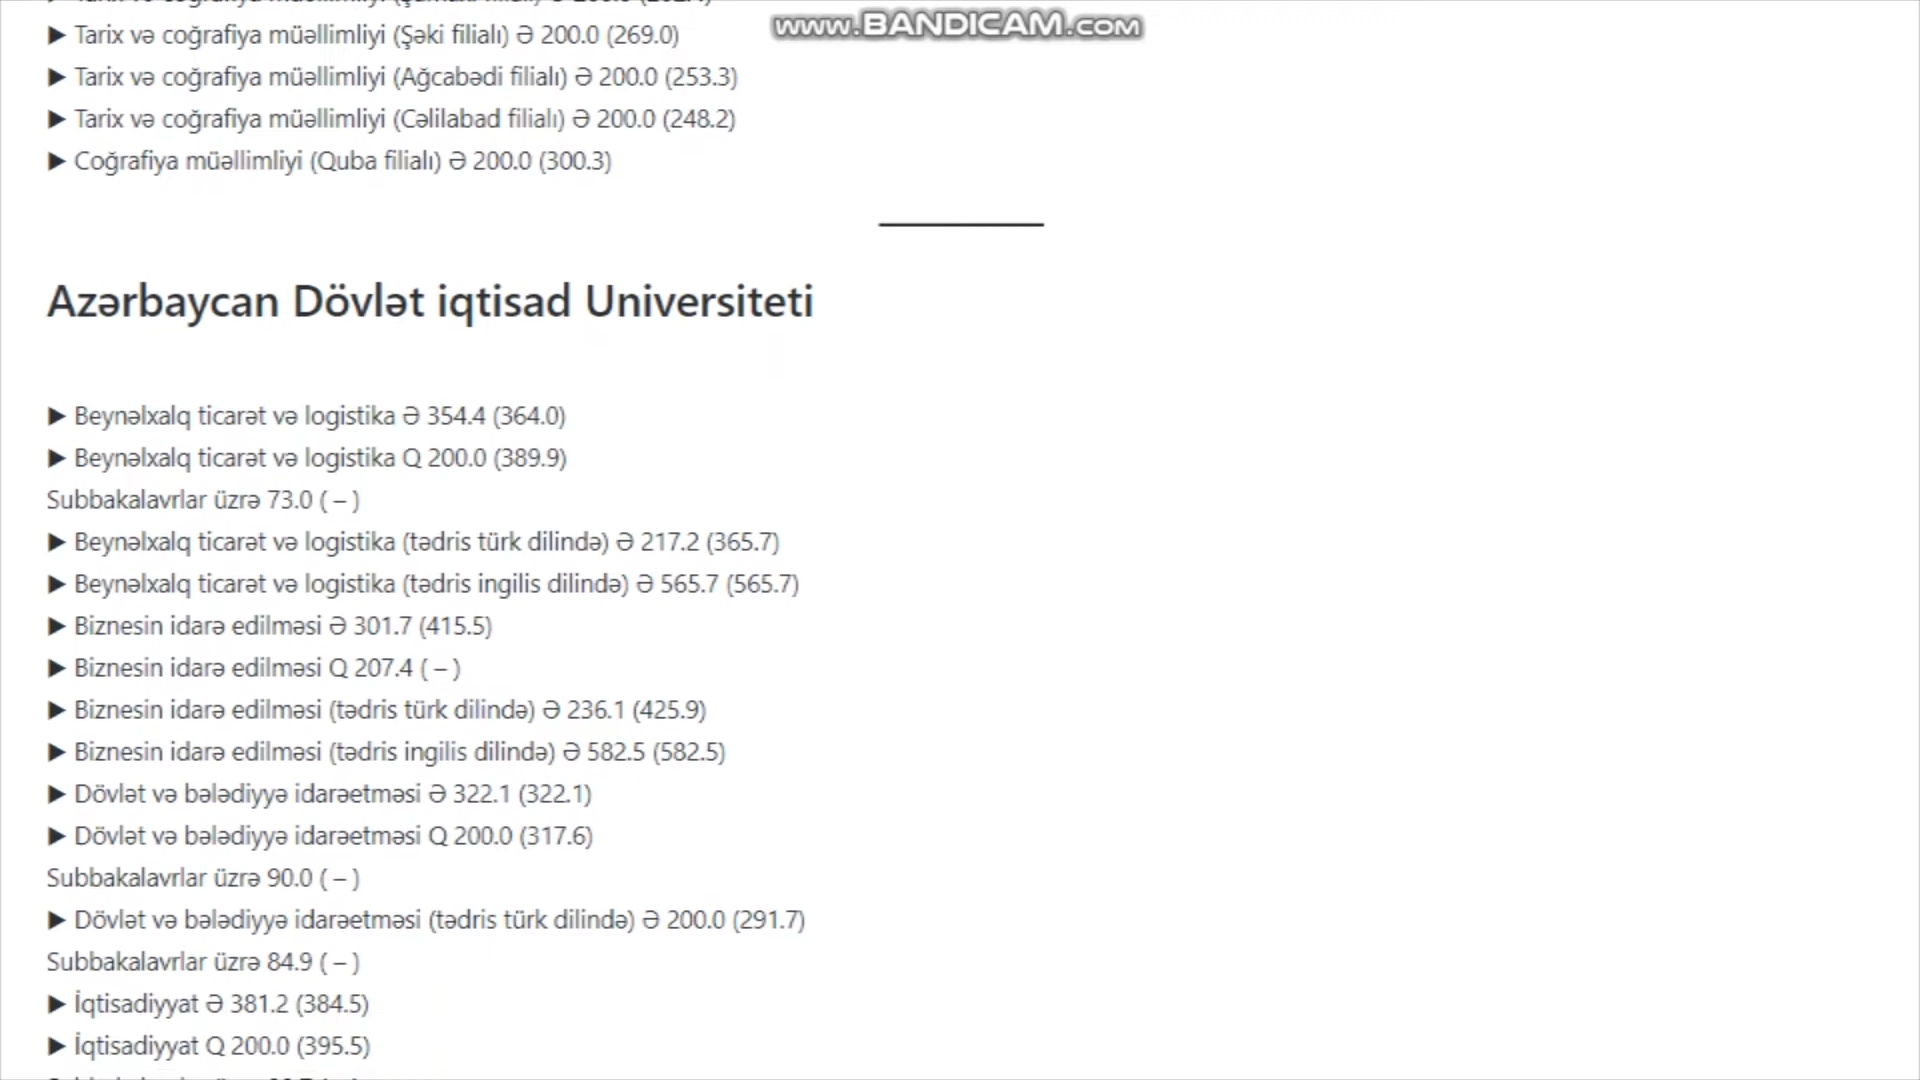 www.BANDICAM.com
► Tarix və coğrafiya müəllimliyi (Şəki filialı) Ə 200.0 (269.0)
► Tarix və coğrafiya müəllimliyi (Ağcabədi filialı) Ə 200.0 (253.3)
► Tarix və coğrafiya müəllimliyi (Cəlilabad filialı) Ə 200.0 (248.2)
► Coğrafiya müəllimliyi (Quba filialı) Ə 200.0 (300.3)
Azərbaycan Dövlət iqtisad Universiteti
► Beynəlxalq ticarət və logistika Ə 354.4 (364.0)
► Beynəlxalq ticarət və logistika Q 200.0 (389.9)
Subbakalavrlar üzrə 73.0 ( – )
► Beynəlxalq ticarət və logistika (tədris türk dilində) Ə 217.2 (365.7)
► Beynəlxalq ticarət və logistika (tədris ingilis dilində) Ə 565.7 (565.7)
► Biznesin idarə edilməsi Ə 301.7 (415.5)
► Biznesin idarə edilməsi Q 207.4 ( – )
► Biznesin idarə edilməsi (tədris türk dilində) Ə 236.1 (425.9)
► Biznesin idarə edilməsi (tədris ingilis dilində) Ə 582.5 (582.5)
► Dövlət və bələdiyyə idarəetməsi Ə 322.1 (322.1)
► Dövlət və bələdiyyə idarəetməsi Q 200.0 (317.6)
Subbakalavrlar üzrə 90.0 ( – )
► Dövlət və bələdiyyə idarəetməsi (tədris türk dilində) Ə 200.0 (291.7)
Subbakalavrlar üzrə 84.9 ( – )
► İqtisadiyyat Ə 381.2 (384.5)
► İqtisadiyyat Q 200.0 (395.5)